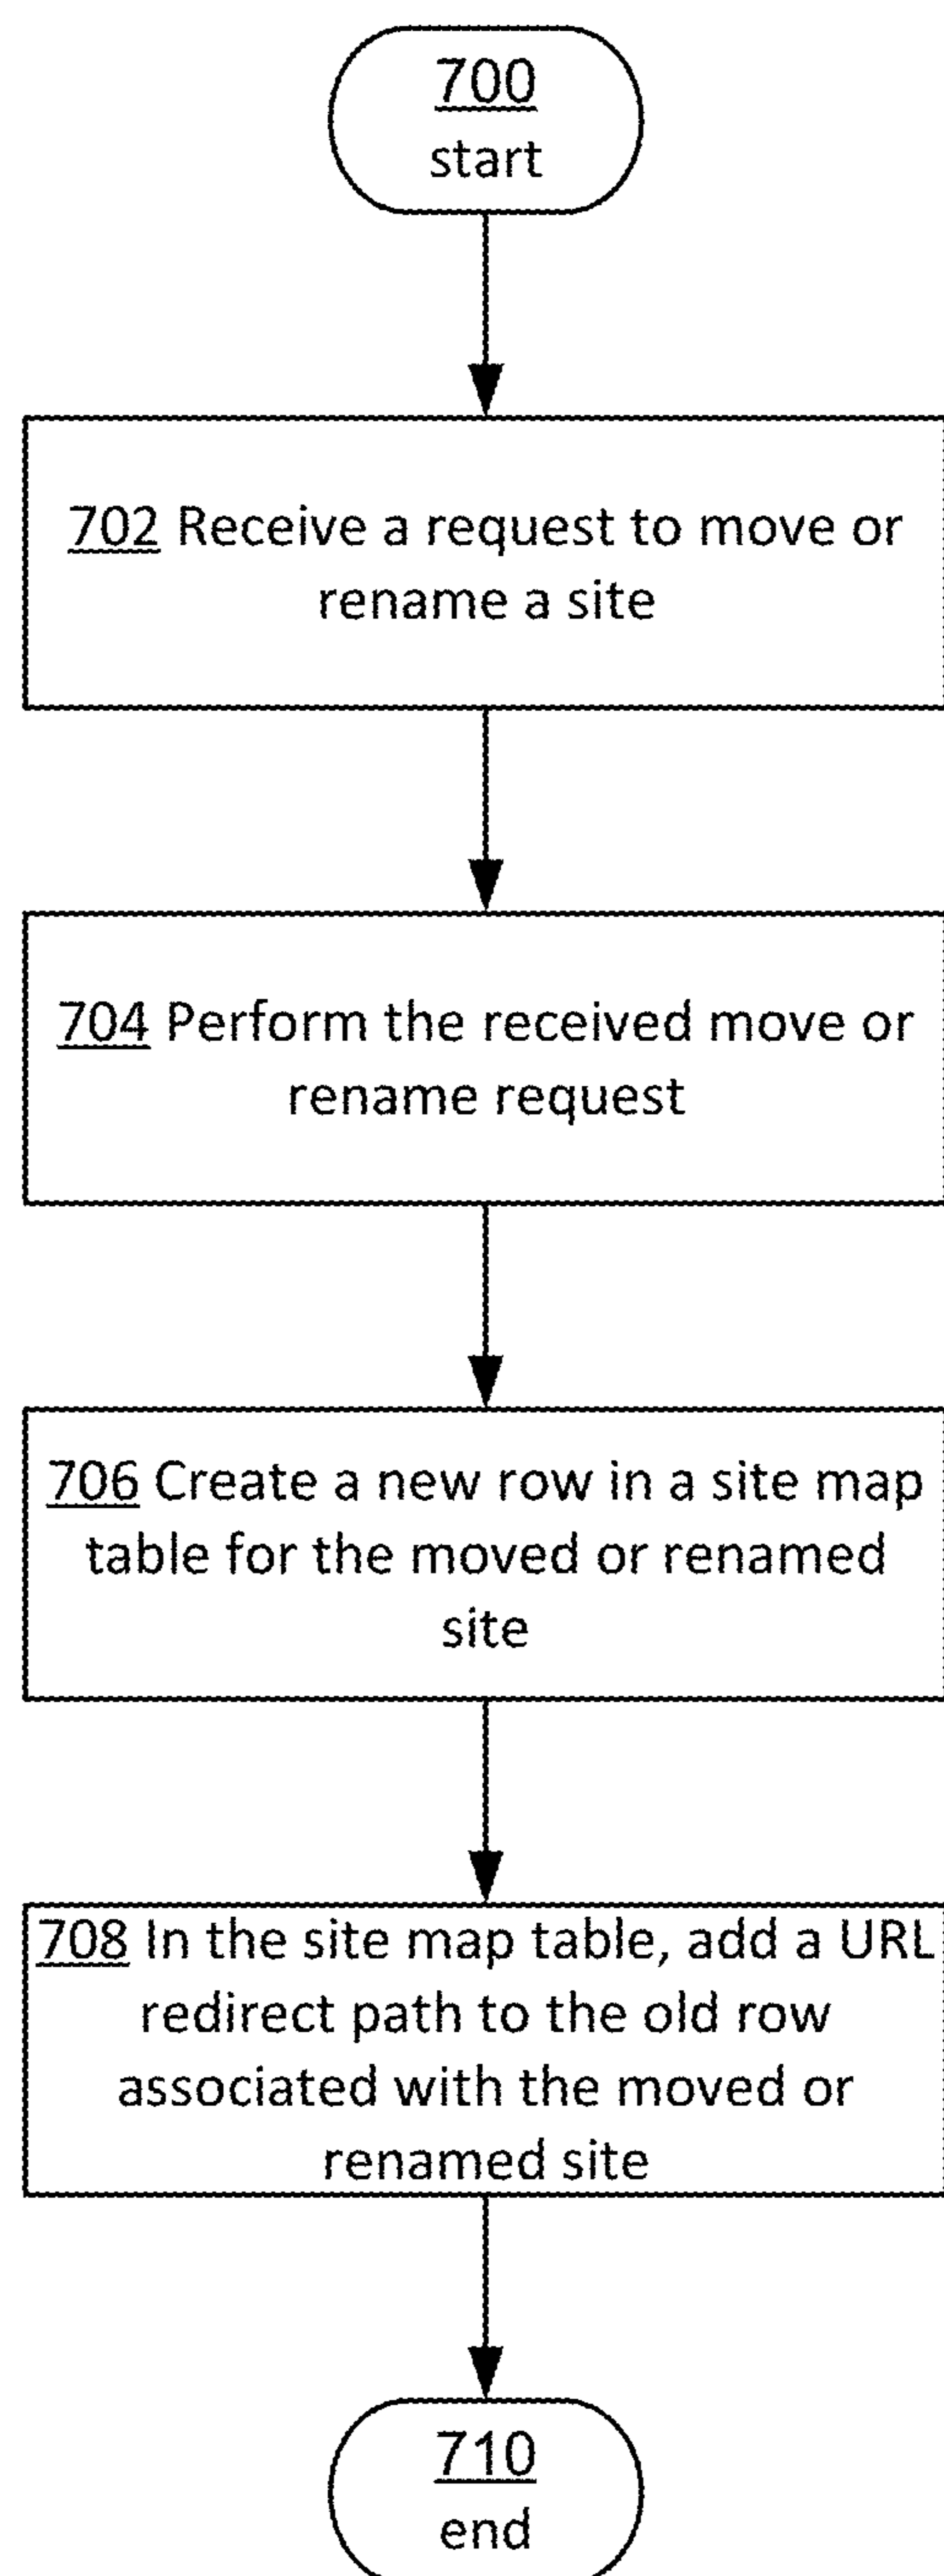 700
start
702 Receive a request to move or
rename a site
704 Perform the received move or
rename request
706 Create a new row in a site map
table for the moved or renamed
site
708 In the site map table, add a URL
redirect path to the old row
associated with the moved or
renamed site
710
end